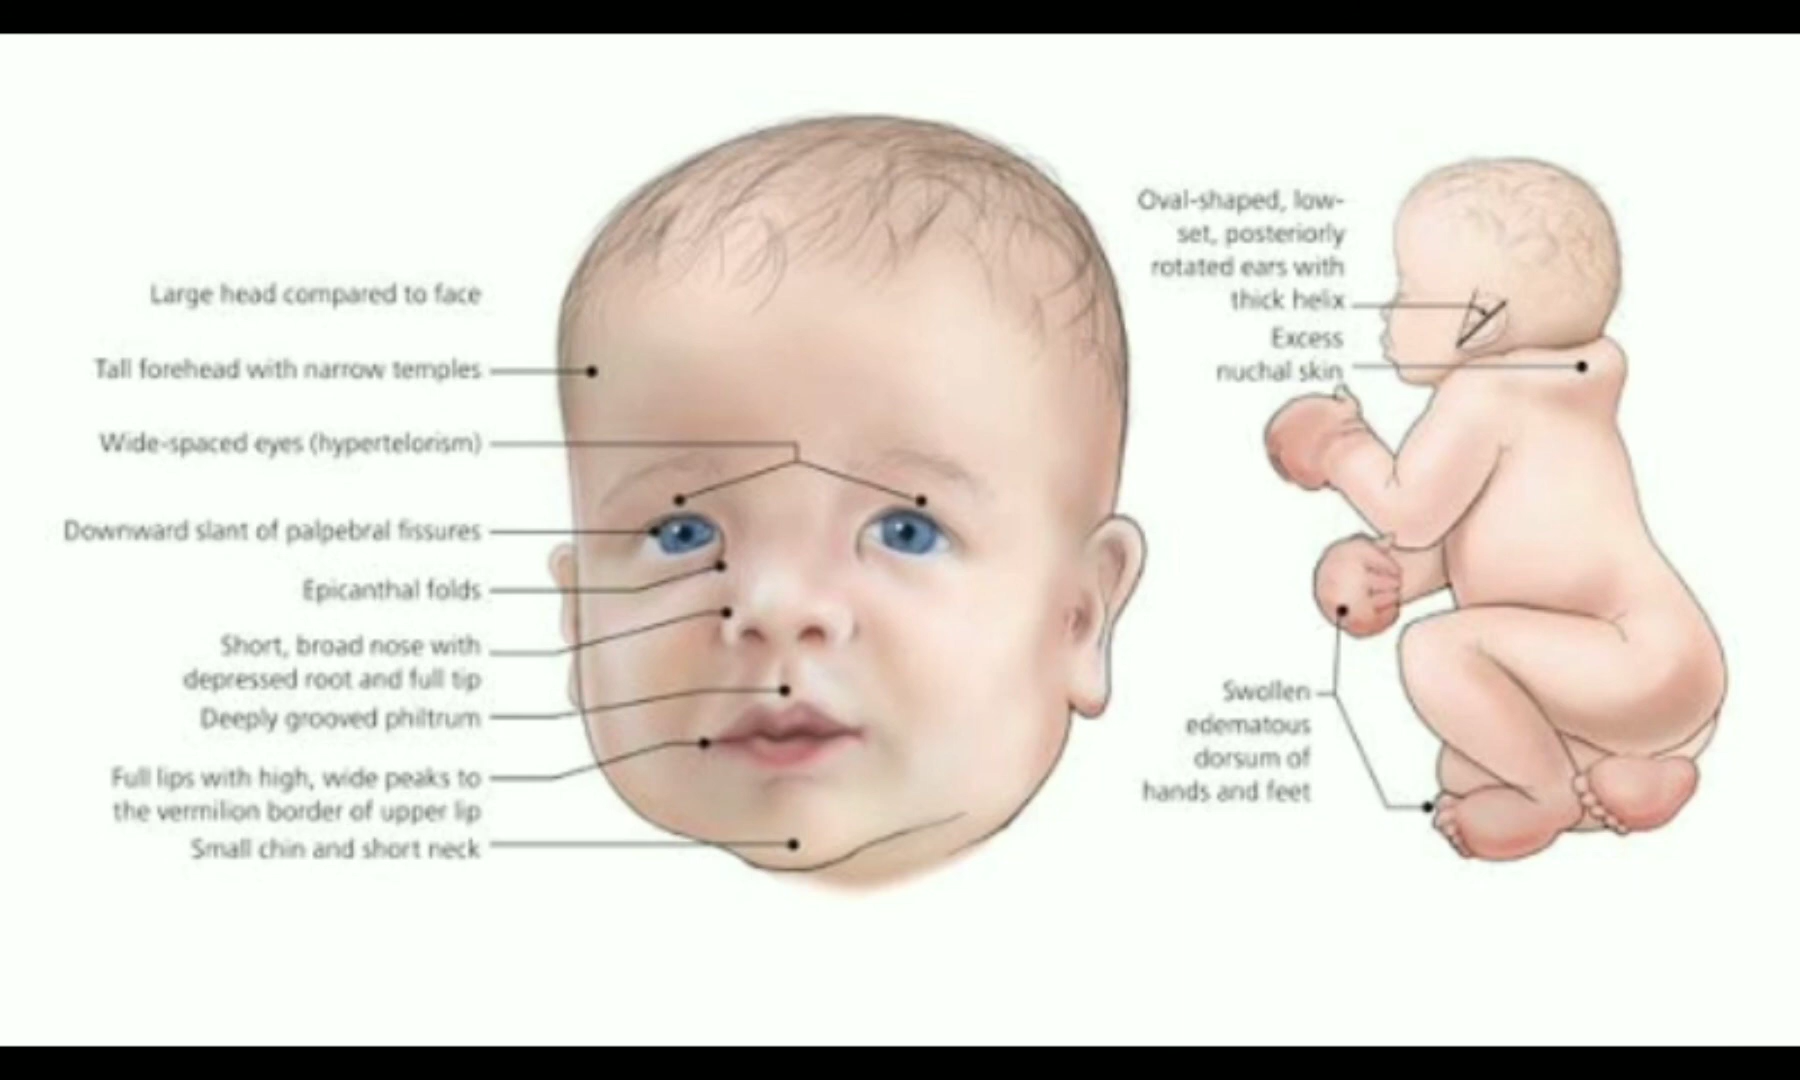 Large head compared to face
Tall forehead with narrow temples
Wide-spaced eyes (hypertelorism)
Downward slant of palpebral fissures
Epicanthal folds
Short, broad nose with
depressed root and full tip
Deeply grooved philtrum
Full lips with high, wide peaks to
the vermilion border of upper lip
Small chin and short neck
Oval-shaped, low-
set, posteriorly
rotated ears with
thick helix
Excess
nuchal skin
Swollen
edematous
dorsum of
hands and feet